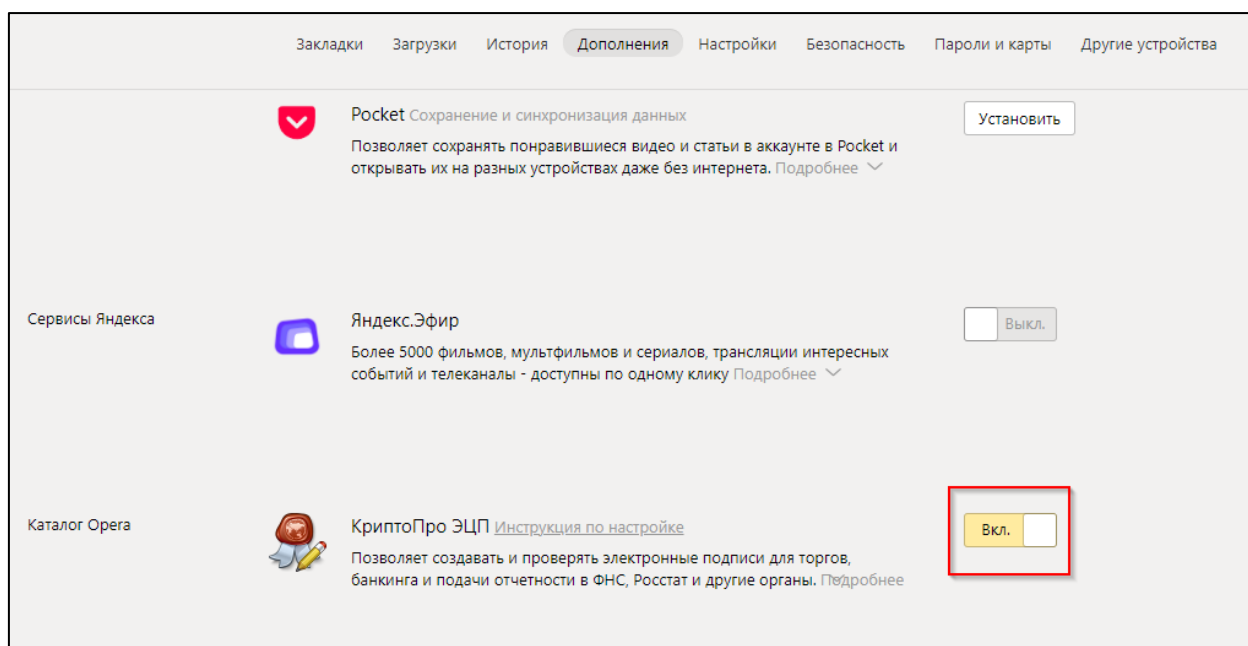 Закладки Загрузки История Дополнения Настройки Безопасность Пароли и карты Другие устройства
Pocket Сохранение и синхронизация данных
Установить
Позволяет сохранять понравившиеся видео и статьи в аккаунте в Pocket и
открывать их на разных устройствах даже без интернета. Подробнее
Сервисы Яндекса
Яндекс.Эфир
Выкл.
Более 5000 фильмов, мультфильмов и сериалов, трансляции интересных
событий и телеканалы - доступны по одному клику Подробнее
Каталог Opera
КриптоПро ЭЦП Инструкция по настройке
Вкл.
Позволяет создавать и проверять электронные подписи для торгов,
банкинга и подачи отчетности в ФНС, Росстат и другие органы. Подробнее